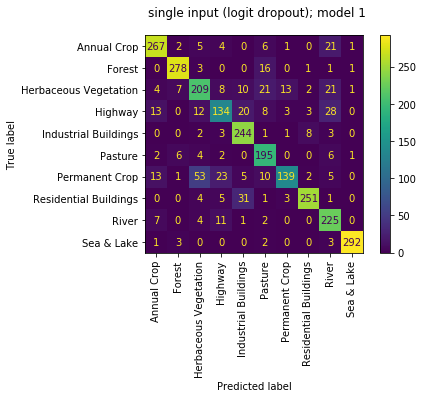 single input (logit dropout); model 1
True label
Annual Crop 267 2 5 4 0 6 1 0 21 1
Forest 0 278 3 0 0 16 0 1 1 1
Herbaceous Vegetation 4 7 209 8 10 21 13 2 21 1
Highway 13 0 12 134 20 8 3 3 28 0
Industrial Buildings 0 0 2 3 244 1 1 8 3 0
Pasture 2 6 4 2 0 195 0 0 6 1
Permanent Crop 13 1 53 23 5 10 139 2 5 0
Residential Buildings 0 0 4 5 31 1 3 251 1 0
River 7 0 4 11 1 2 0 0 225 0
Sea & Lake 1 3 0 0 0 2 0 0 3 292
Annual Crop
Forest
Herbaceous Vegetation
Highway
Industrial Buildings
Pasture
Permanent Crop
Residential Buildings
River
Sea & Lake
Predicted label
250
200
150
100
50
0